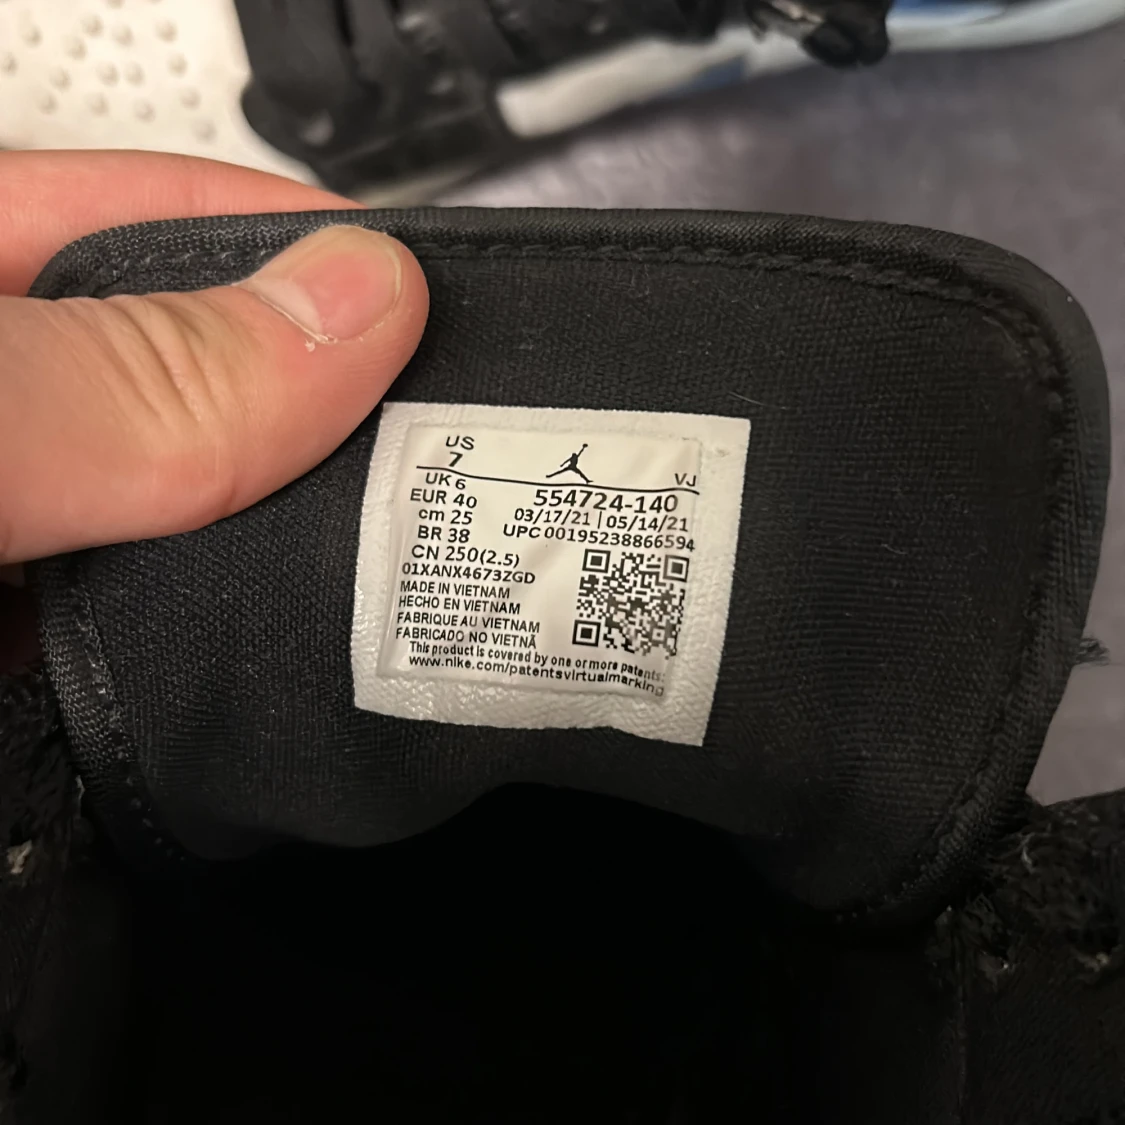 US
7
VJ
UK 6
554724-140
EUR 40
03/17/21 | 05/14/21
cm 25
UPC 00195238866594
BR 38
CN 250(2.5)
01XANX4673ZGD
MADE IN VIETNAM
HECHO EN VIETNAM
FABRIQUE AU VIETNAM
FABRICADO NO VIETNÃ
This product is covered by one or more patents:
www.nike.com/patentsvirtualmarking